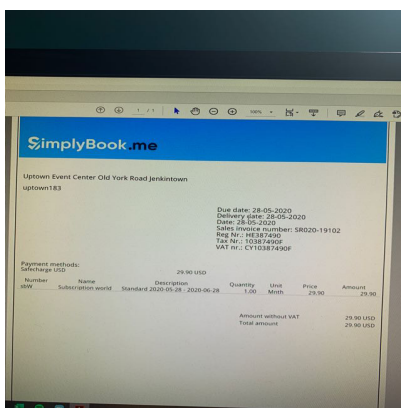 1 / 1
100%
SimplyBook.me
Uptown Event Center Old York Road Jenkintown
uptown183
Due date: 28-05-2020
Delivery date: 28-05-2020
Date: 28-05-2020
Sales invoice number: SR020-19102
Reg Nr.: HE387490
Tax Nr.: 10387490F
VAT nr.: CY10387490F
Payment methods:
Safecharge USD 29.90 USD
Number Name Description Quantity Unit Price Amount
sbW Subscription world Standard 2020-05-28 - 2020-06-28 1.00 Mnth 29.90 29.90
Amount without VAT 29.90 USD
Total amount 29.90 USD